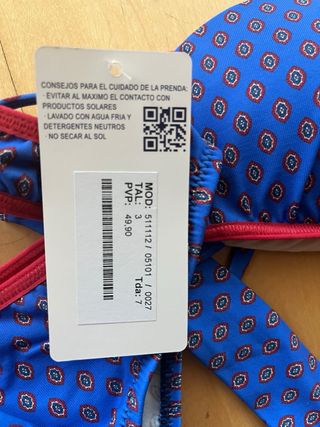 CONSEJOS PARA EL CUIDADO DE LA PRENDA:
· EVITAR AL MAXIMO EL CONTACTO CON
PRODUCTOS SOLARES
· LAVADO CON AGUA FRIA Y
DETERGENTES NEUTROS
· NO SECAR AL SOL
MOD: 511112 / 05101 / 0027
TAL: 3 Tda: 7
PVP: 49,90